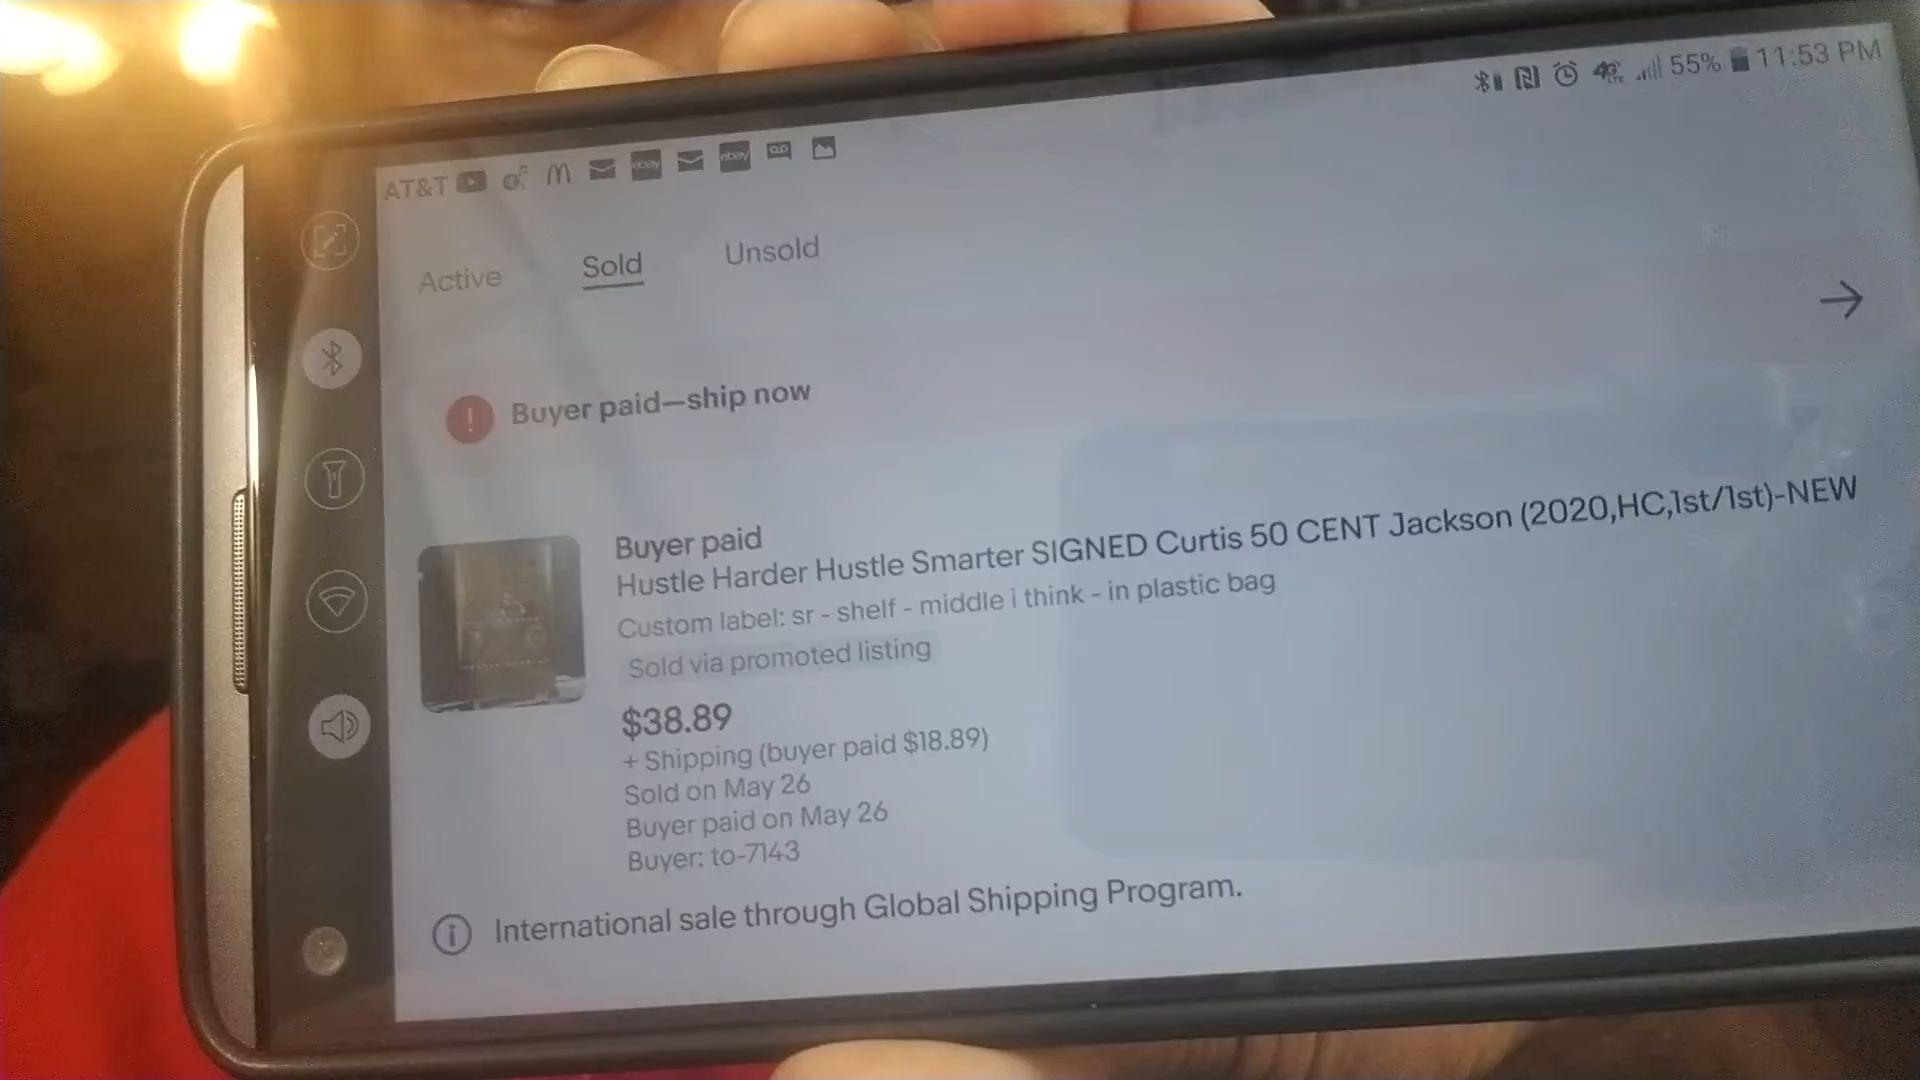 55% 11:53 PM
AT&T ebay ebay
Active Sold Unsold
Buyer paid—ship now
Buyer paid
Hustle Harder Hustle Smarter SIGNED Curtis 50 CENT Jackson (2020,HC,1st/1st)-NEW
Custom label: sr - shelf - middle i think - in plastic bag
Sold via promoted listing
$38.89
+ Shipping (buyer paid $18.89)
Sold on May 26
Buyer paid on May 26
Buyer: to-7143
International sale through Global Shipping Program.